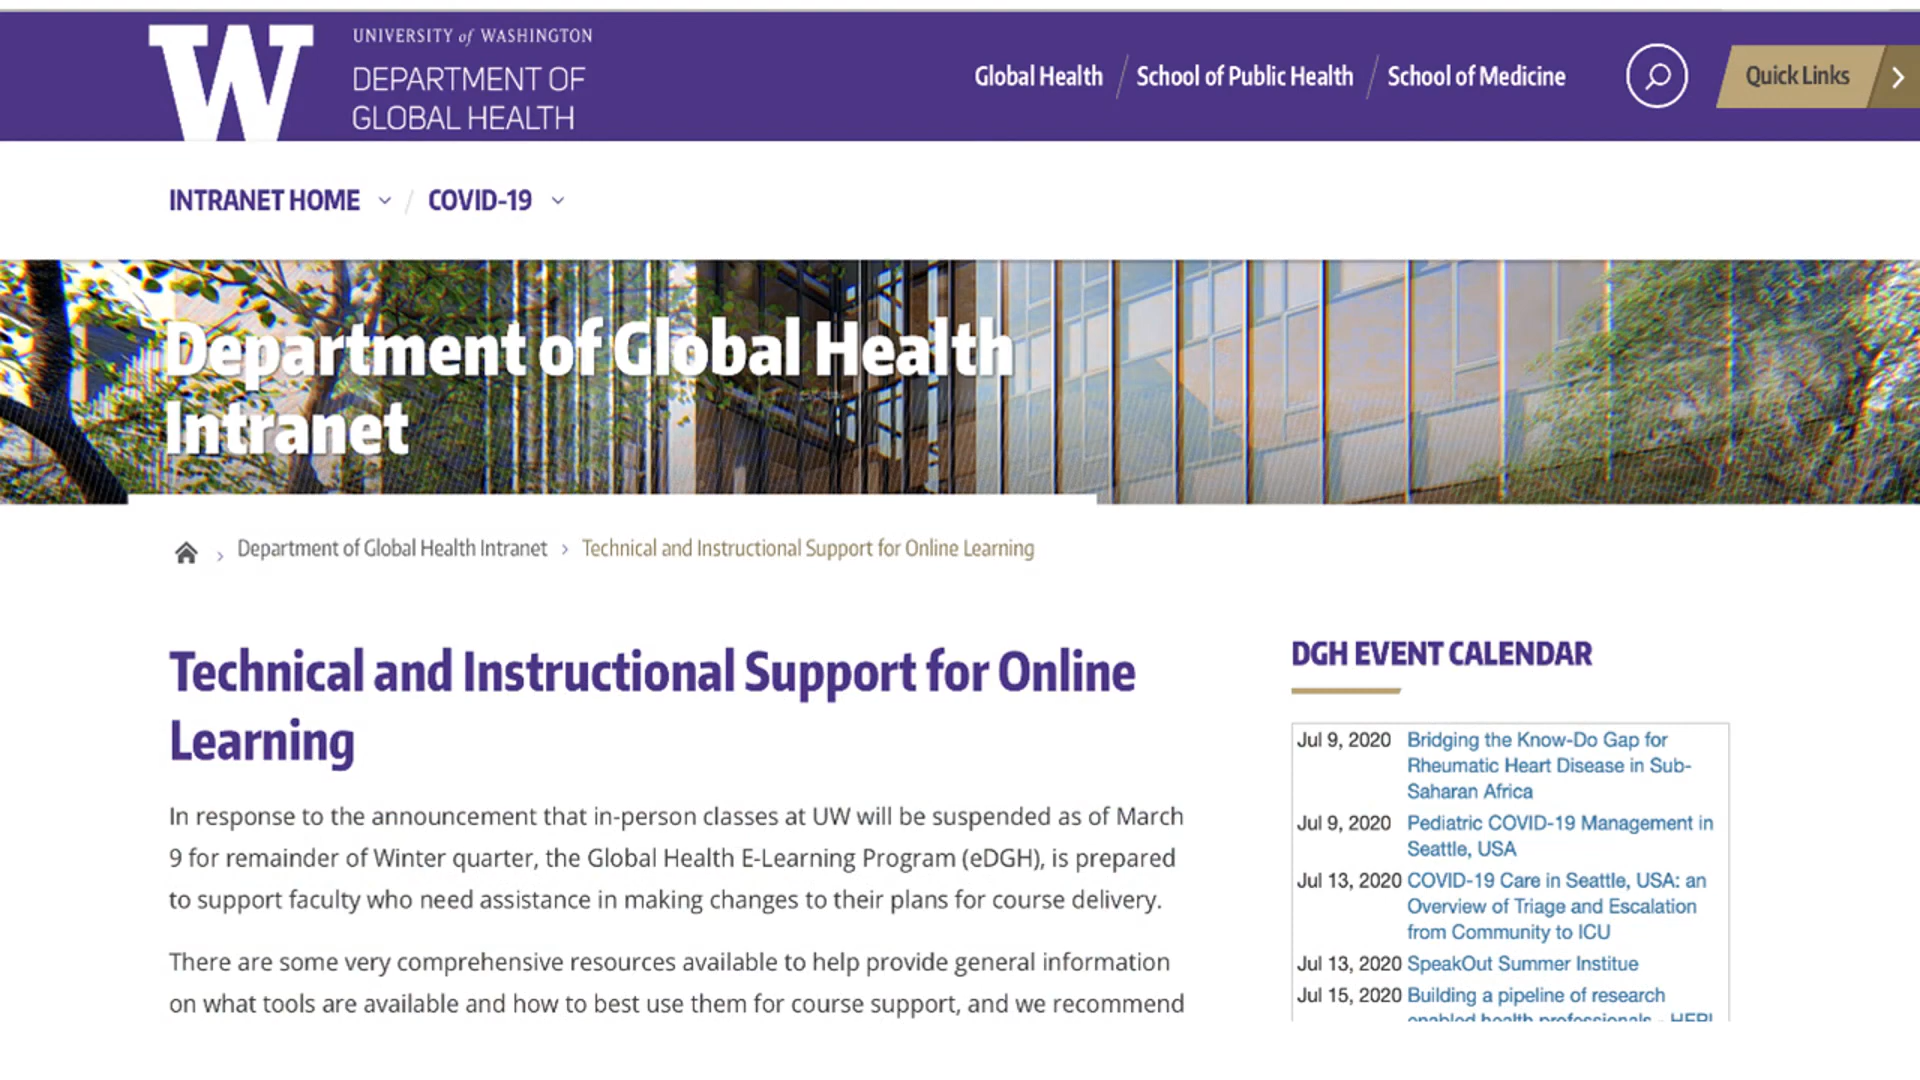 W
UNIVERSITY of WASHINGTON
DEPARTMENT OF
GLOBAL HEALTH
Global Health / School of Public Health / School of Medicine
Quick Links
INTRANET HOME / COVID-19
Department of Global Health
Intranet
Department of Global Health Intranet > Technical and Instructional Support for Online Learning
Technical and Instructional Support for Online
Learning
In response to the announcement that in-person classes at UW will be suspended as of March
9 for remainder of Winter quarter, the Global Health E-Learning Program (eDGH), is prepared
to support faculty who need assistance in making changes to their plans for course delivery.
There are some very comprehensive resources available to help provide general information
on what tools are available and how to best use them for course support, and we recommend
DGH EVENT CALENDAR
Jul 9, 2020 Bridging the Know-Do Gap for
Rheumatic Heart Disease in Sub-
Saharan Africa
Jul 9, 2020 Pediatric COVID-19 Management in
Seattle, USA
Jul 13, 2020 COVID-19 Care in Seattle, USA: an
Overview of Triage and Escalation
from Community to ICU
Jul 13, 2020 SpeakOut Summer Institue
Jul 15, 2020 Building a pipeline of research
enabled health professionals - HEPI